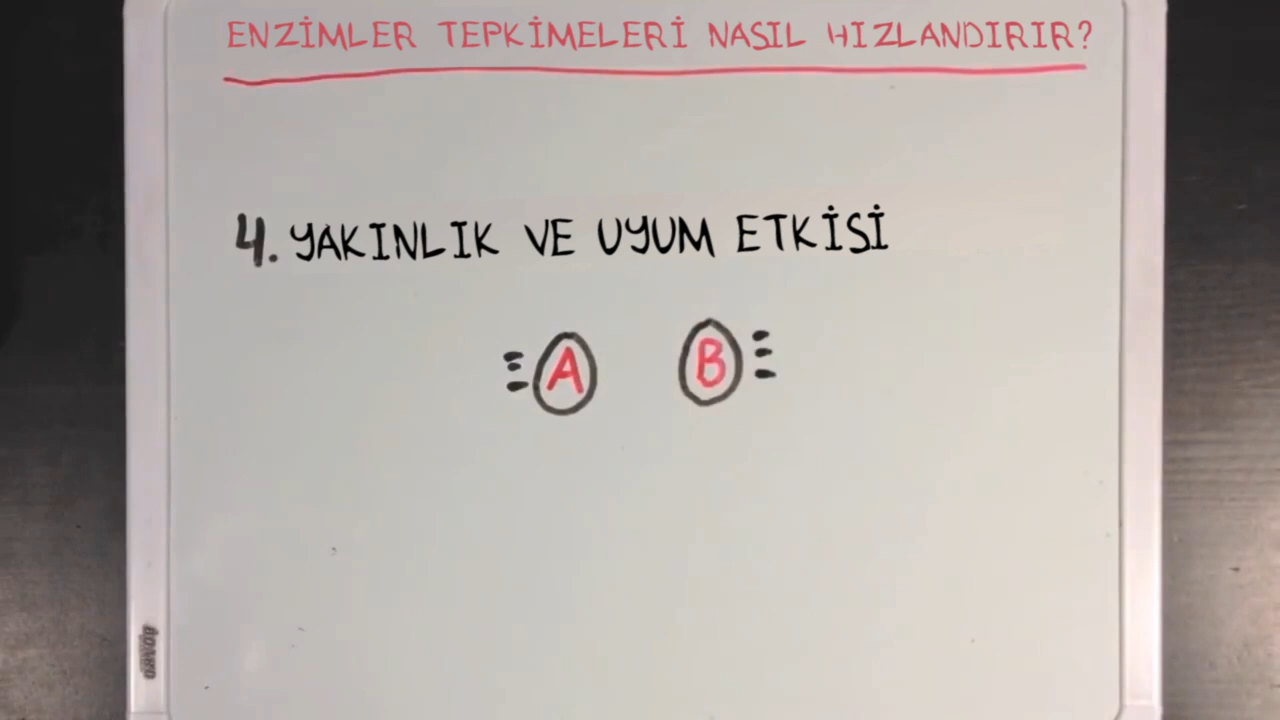 ENZİMLER TEPKİMELERİ NASIL HIZLANDIRIR?
4. YAKINLIK VE UYUM ETKİSİ
A B